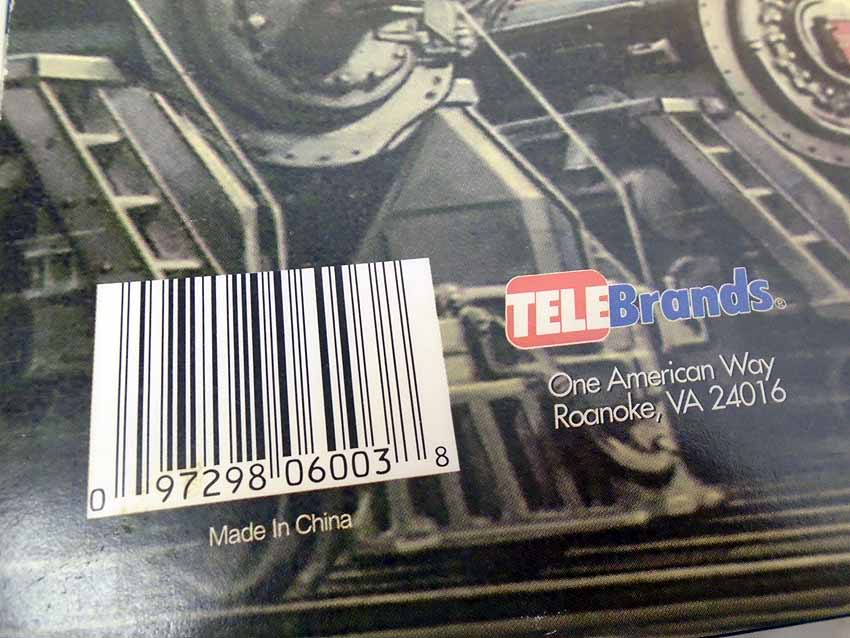 TELEBrands®
One American Way
Roanoke, VA 24016
0 97298 06003 8
Made In China